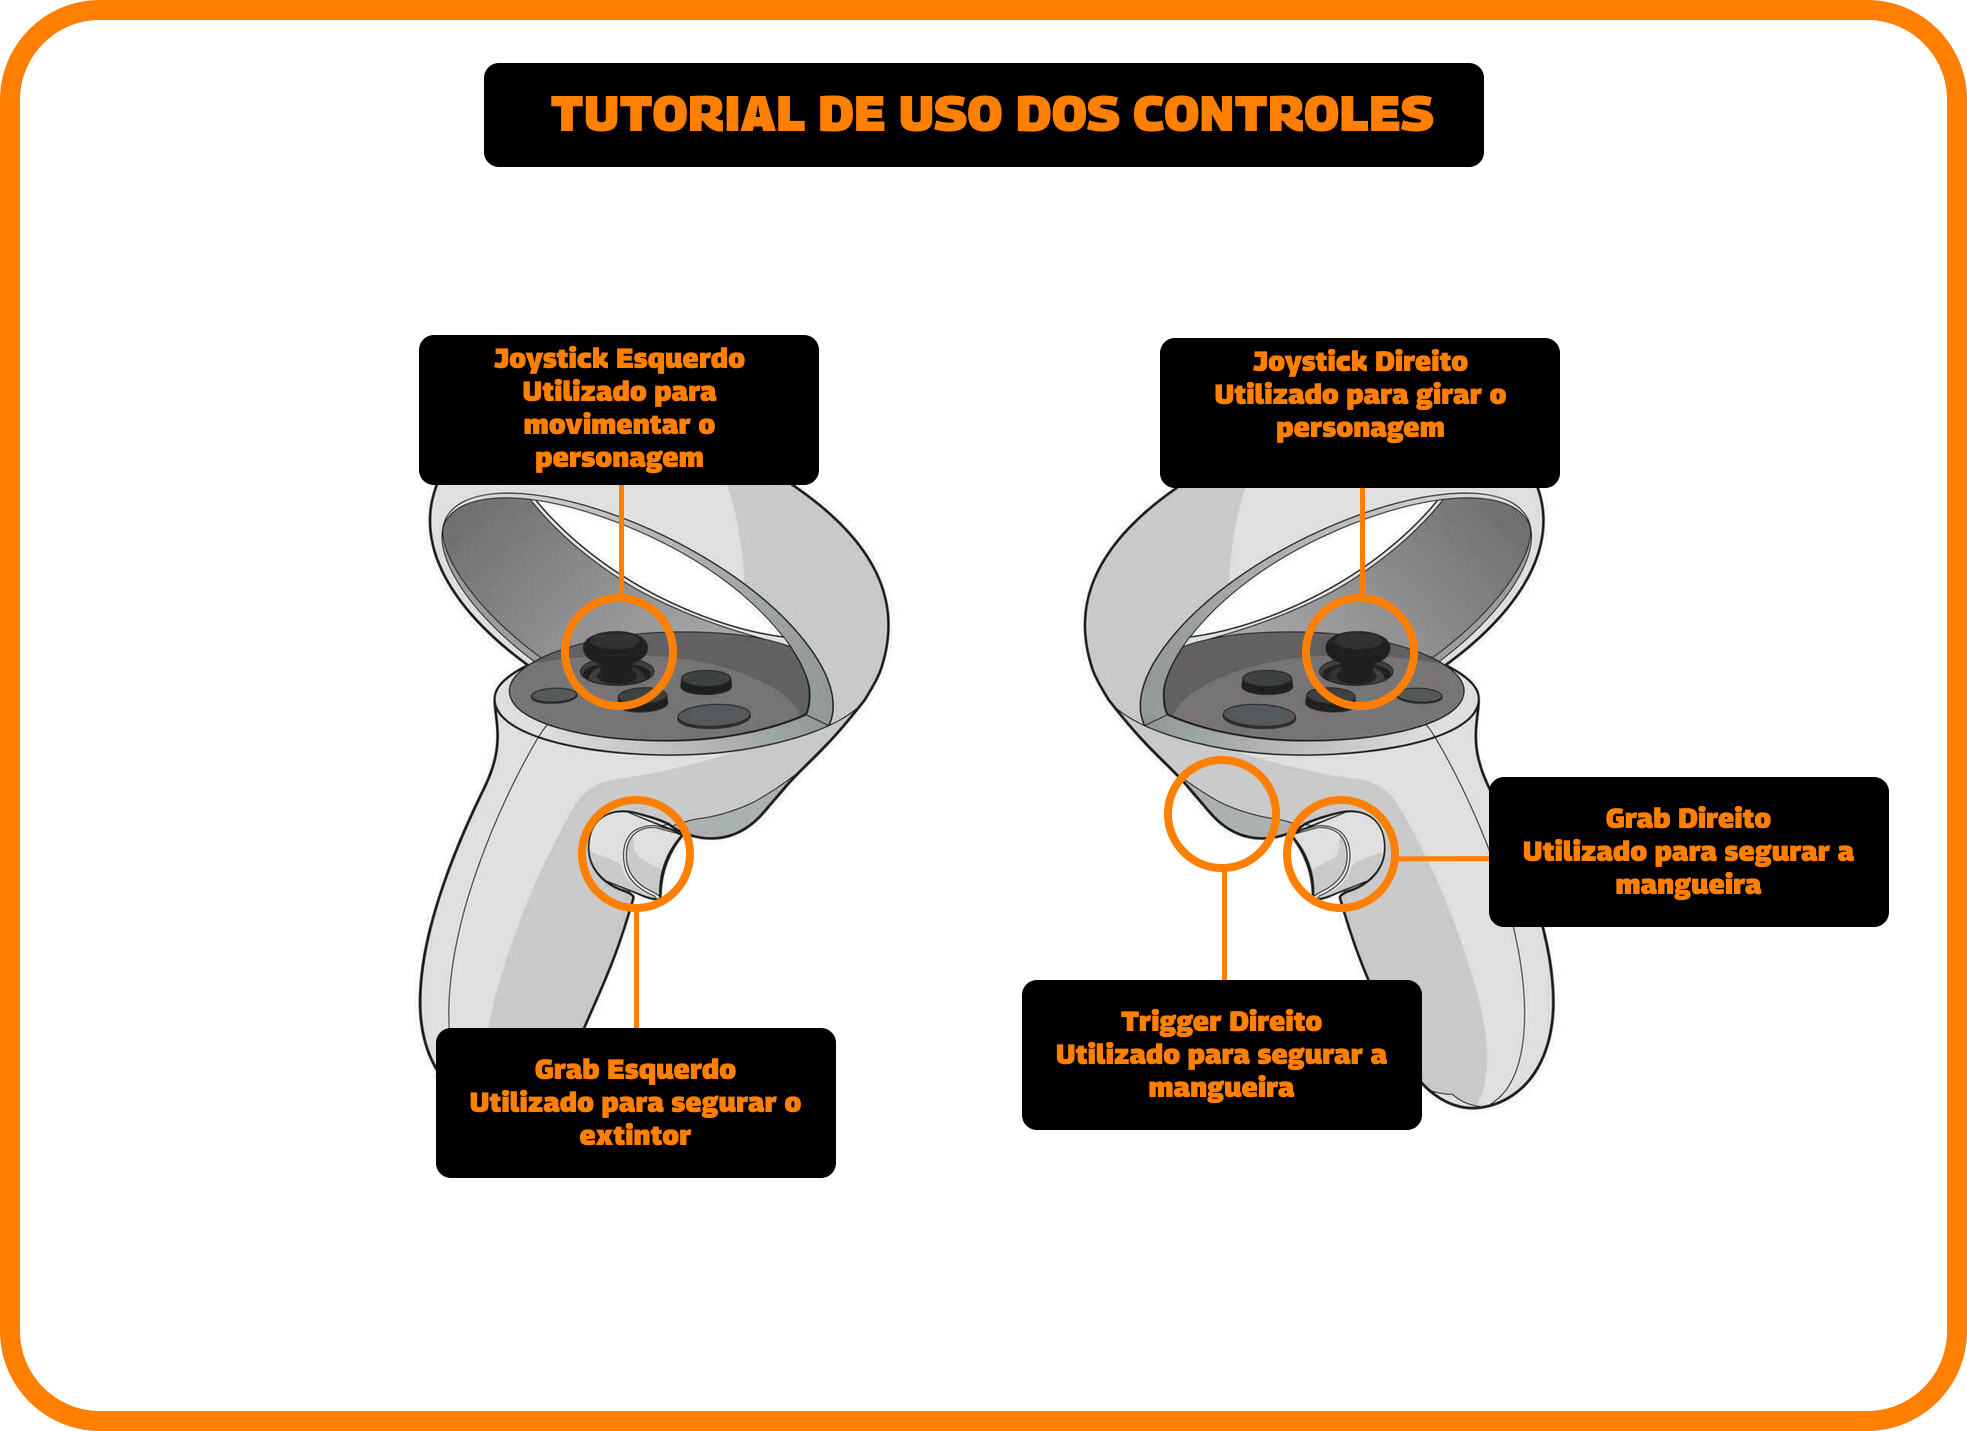 TUTORIAL DE USO DOS CONTROLES
Joystick Esquerdo
Utilizado para
movimentar o
personagem
Joystick Direito
Utilizado para girar o
personagem
Grab Direito
Utilizado para segurar a
mangueira
Trigger Direito
Utilizado para segurar a
mangueira
Grab Esquerdo
Utilizado para segurar o
extintor